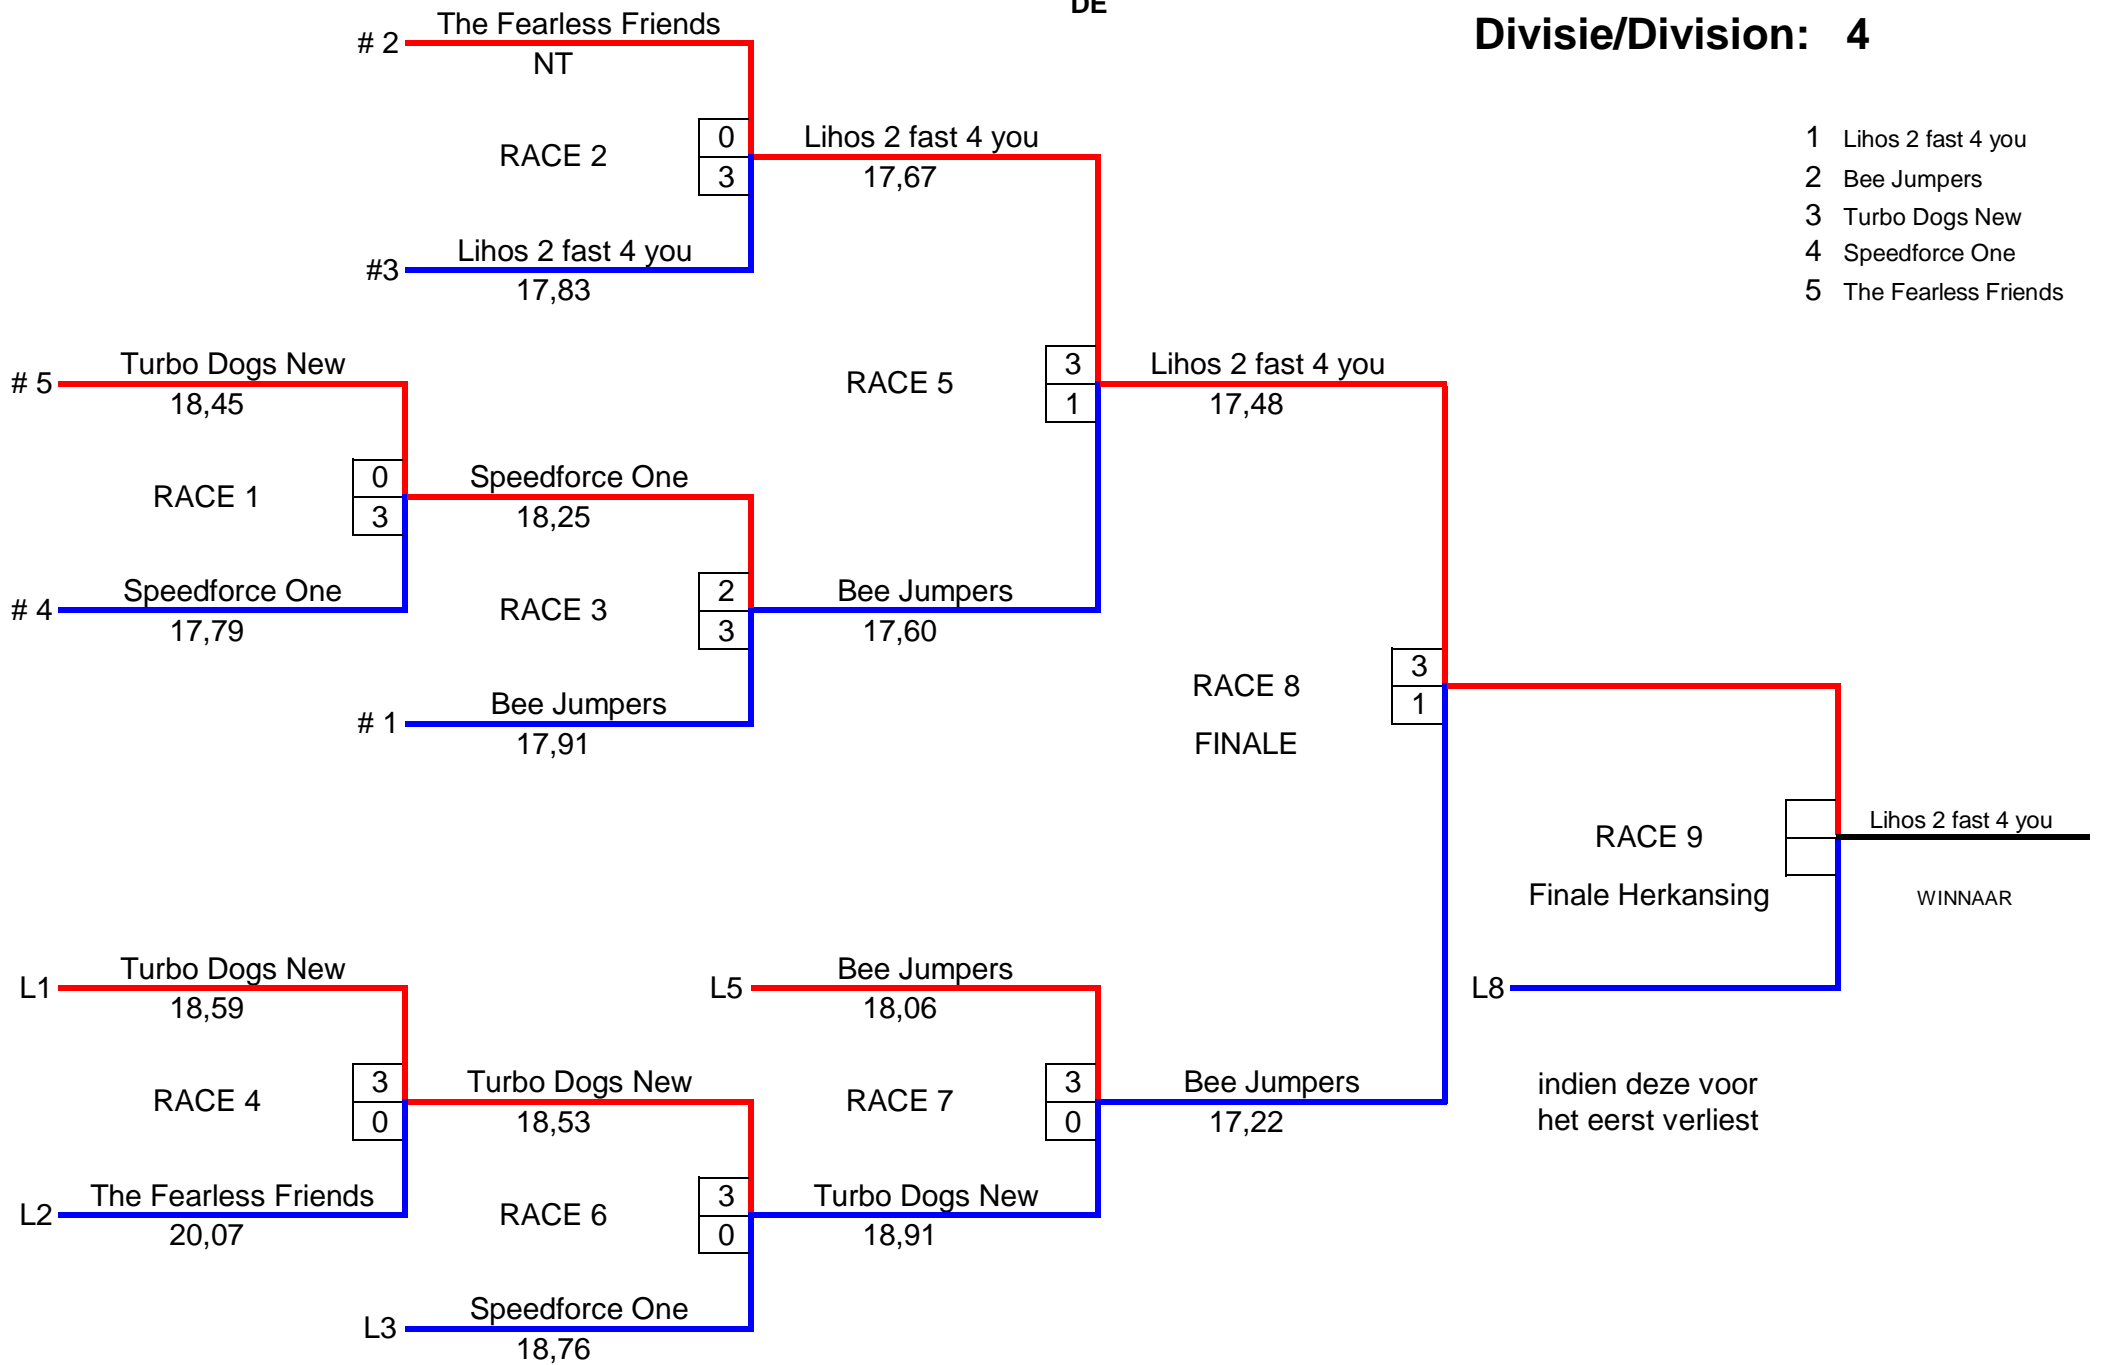 DE
Divisie/Division: 4
The Fearless Friends
# 2
NT
RACE 2
0
3
Lihos 2 fast 4 you
17,67
Lihos 2 fast 4 you
#3
17,83
1 Lihos 2 fast 4 you
2 Bee Jumpers
3 Turbo Dogs New
4 Speedforce One
5 The Fearless Friends
Turbo Dogs New
# 5
18,45
RACE 1
0
3
Speedforce One
18,25
Speedforce One
# 4
17,79
RACE 3
2
3
Bee Jumpers
17,60
Bee Jumpers
# 1
17,91
RACE 5
3
1
Lihos 2 fast 4 you
17,48
RACE 8
3
1
FINALE
RACE 9
Finale Herkansing
Lihos 2 fast 4 you
WINNAAR
L8
indien deze voor
het eerst verliest
Turbo Dogs New
L1
18,59
RACE 4
3
0
The Fearless Friends
L2
20,07
Turbo Dogs New
18,53
RACE 6
3
0
Speedforce One
L3
18,76
Bee Jumpers
L5
18,06
RACE 7
3
0
Turbo Dogs New
18,91
Bee Jumpers
17,22